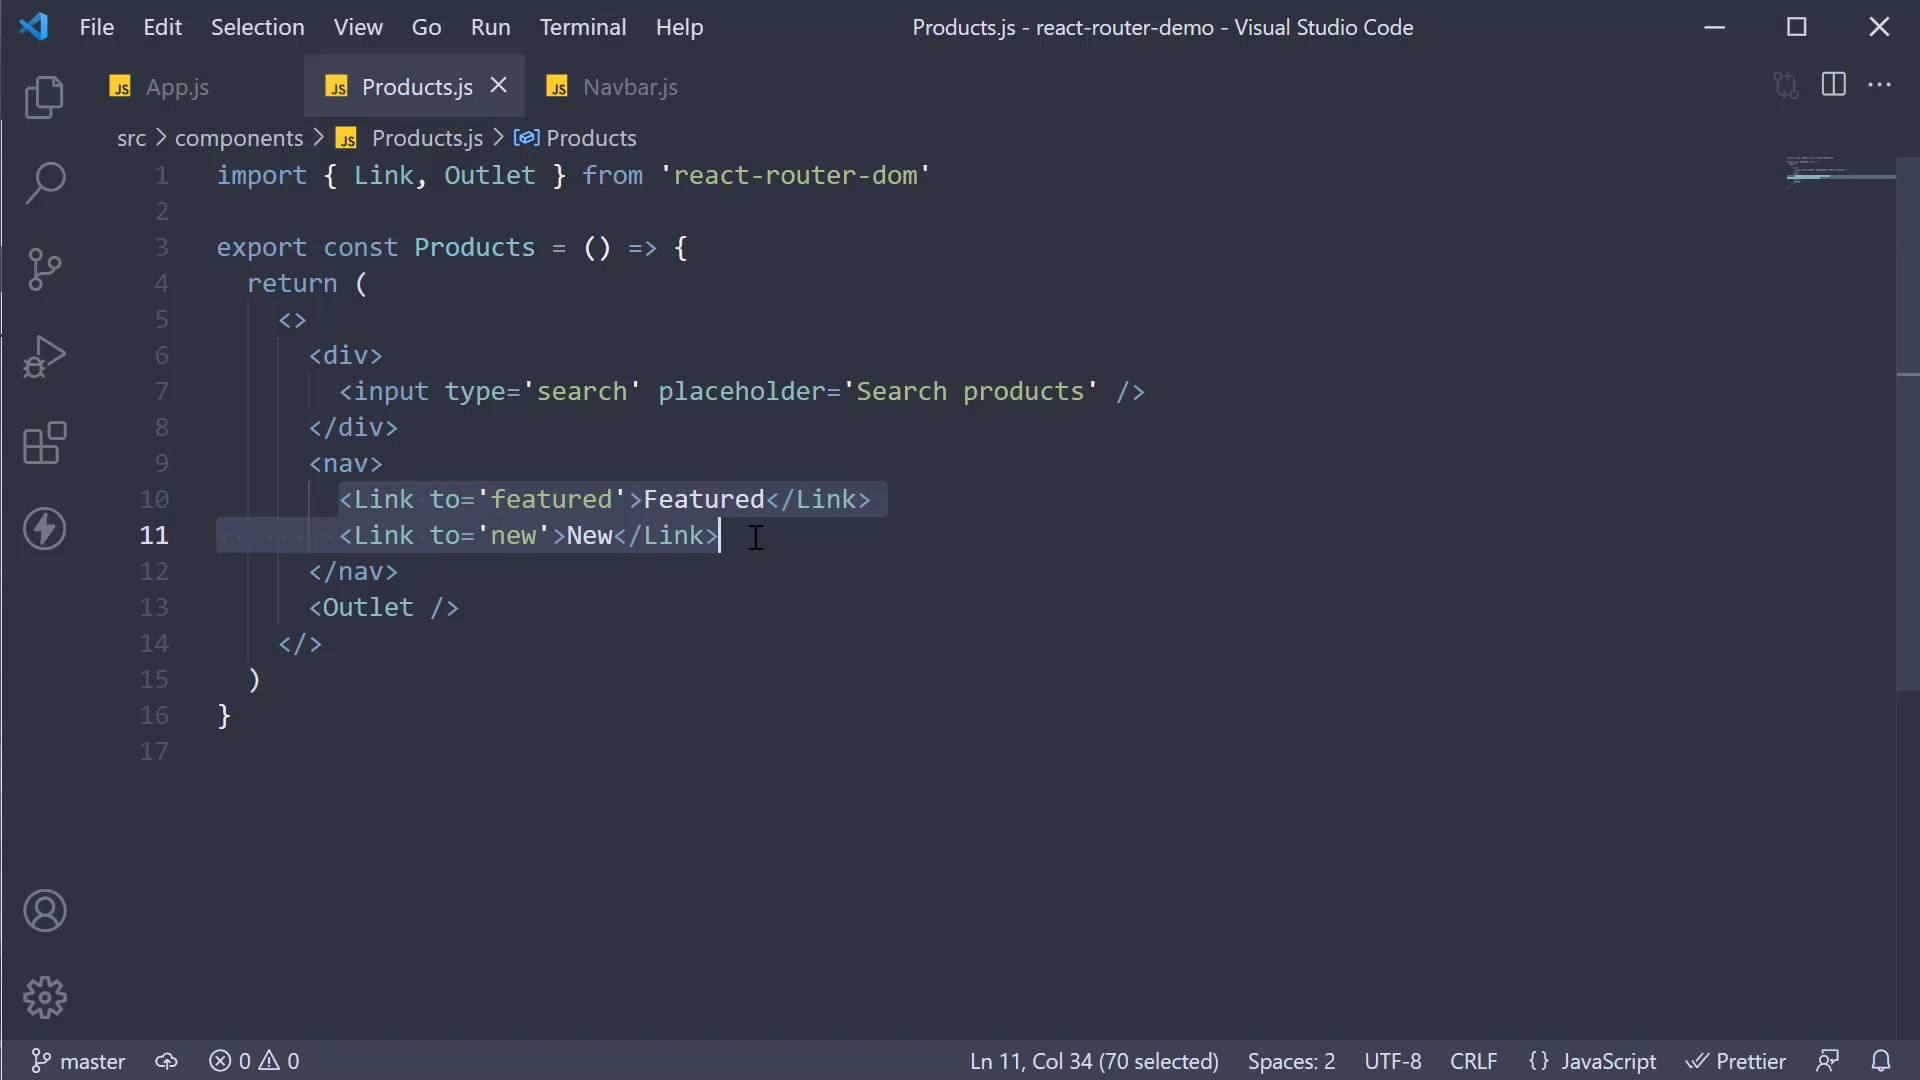 File Edit Selection View Go Run Terminal Help Products.js - react-router-demo - Visual Studio Code
JS App.js JS Products.js JS Navbar.js
src > components > JS Products.js > Products
1 import { Link, Outlet } from 'react-router-dom'
2
3 export const Products = () => {
4 return (
5 <>
6 <div>
7 <input type='search' placeholder='Search products' />
8 </div>
9 <nav>
10 <Link to='featured'>Featured</Link>
11 <Link to='new'>New</Link>
12 </nav>
13 <Outlet />
14 </>
15 )
16 }
17
master 0 0 Ln 11, Col 34 (70 selected) Spaces: 2 UTF-8 CRLF {} JavaScript Prettier